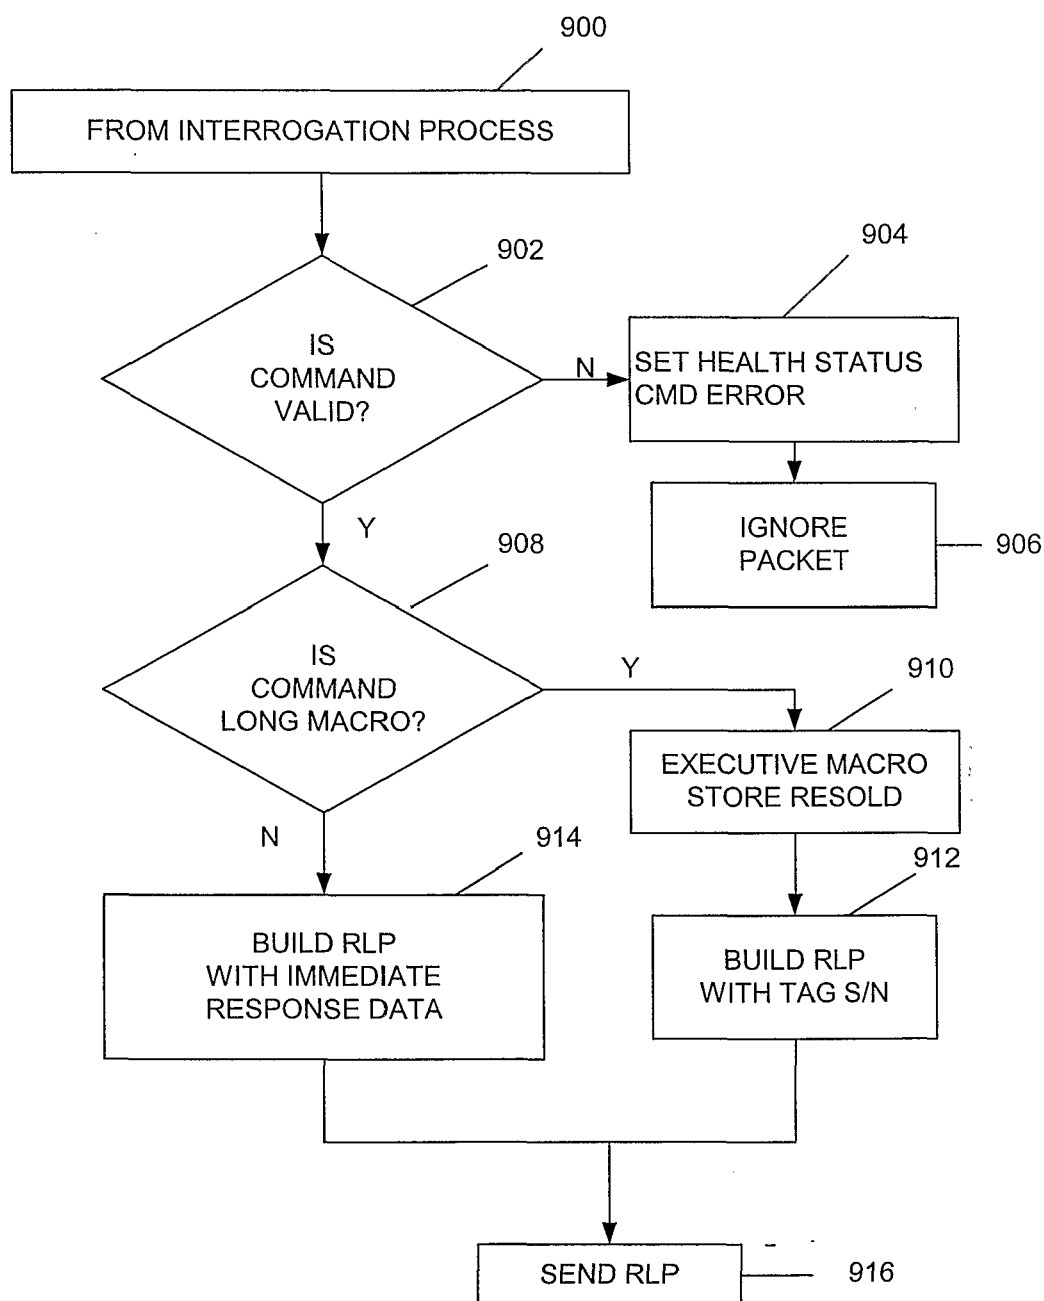 900
FROM INTERROGATION PROCESS
902
IS
COMMAND
VALID?
N
904
SET HEALTH STATUS
CMD ERROR
IGNORE
PACKET
906
Y
908
IS
COMMAND
LONG MACRO?
Y
910
EXECUTIVE MACRO
STORE RESOLD
N
914
912
BUILD RLP
WITH IMMEDIATE
RESPONSE DATA
BUILD RLP
WITH TAG S/N
SEND RLP
916